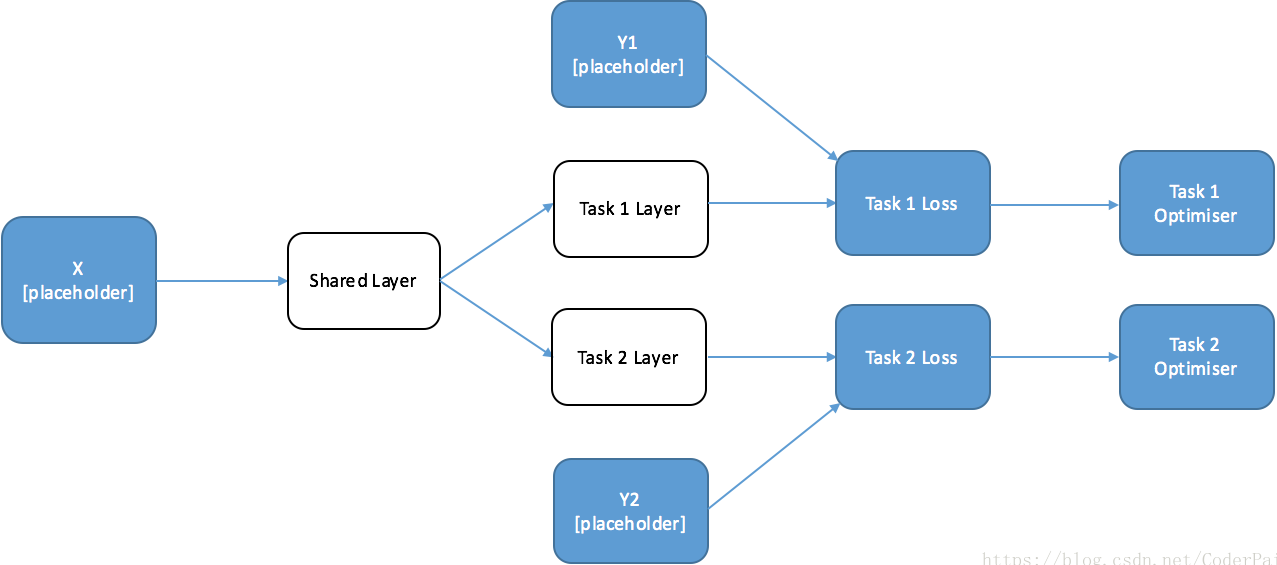 Y1
[placeholder]
Task 1 Layer
Task 1 Loss
Task 1
Optimiser
X
[placeholder]
Shared Layer
Task 2 Layer
Task 2 Loss
Task 2
Optimiser
Y2
[placeholder]
https://blog.csdn.net/CoderPai